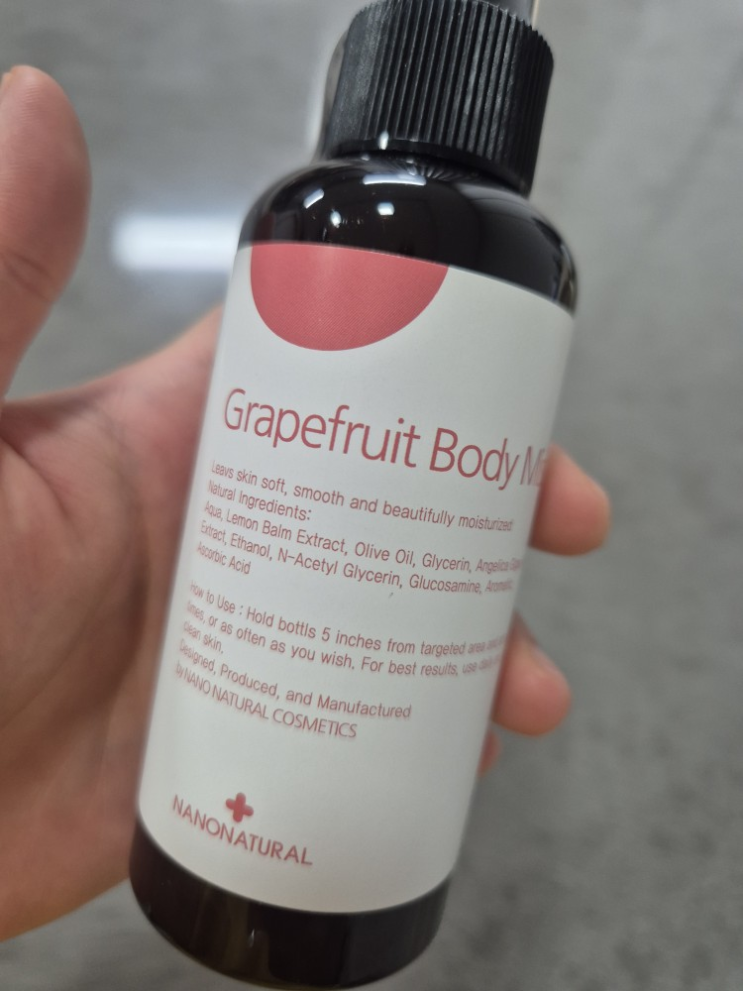 Grapefruit Body
Leavs skin soft, smooth and beautifully moisturized
Natural Ingredients:
Aqua, Lemon Balm Extract, Olive Oil, Glycerin, Angelica
Extract, Ethanol, N-Acetyl Glycerin, Glucosamine,
Ascorbic Acid
How to Use : Hold bottls 5 inches from targeted area
times, or as often as you wish. For best results, use
clean skin.
Designed, Produced, and Manufactured
by NANO NATURAL COSMETICS
NANONATURAL